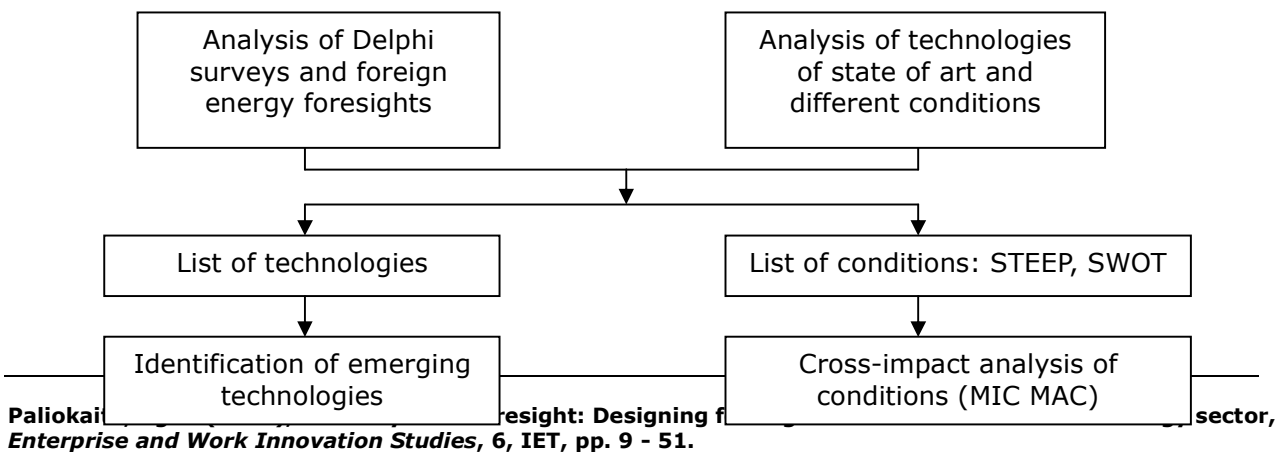 Analysis of Delphi
surveys and foreign
energy foresights
Analysis of technologies
of state of art and
different conditions
List of technologies
List of conditions: STEEP, SWOT
Identification of emerging
technologies
Cross-impact analysis of
conditions (MIC MAC)
resight: Designing f sector,
Enterprise and Work Innovation Studies, 6, IET, pp. 9 - 51.